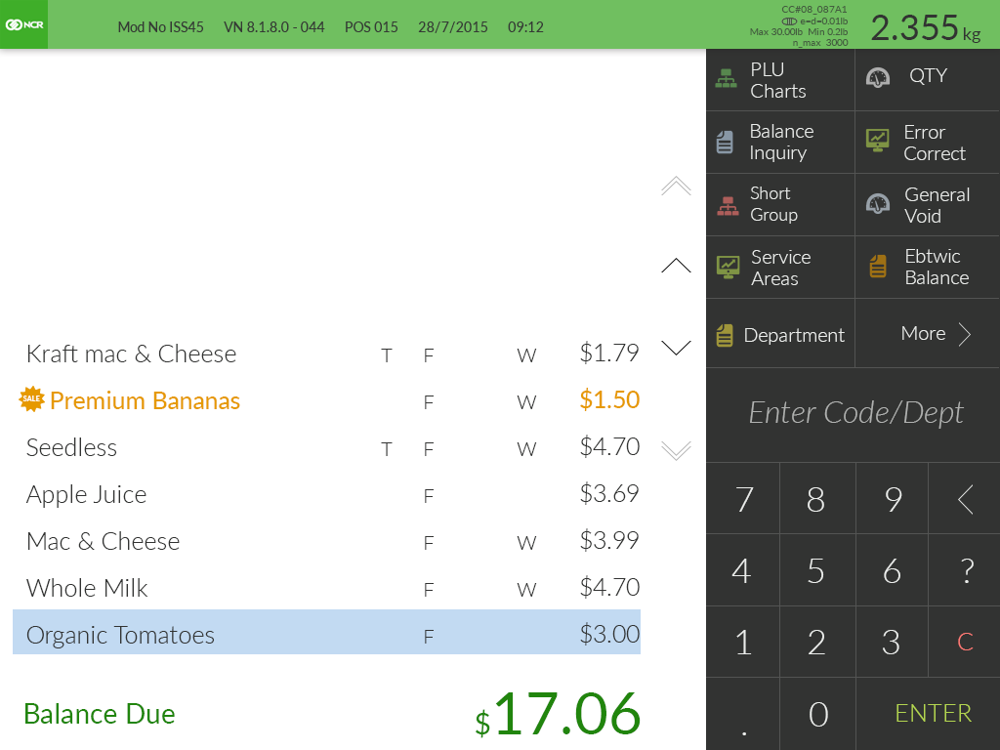 NCR
Mod No ISS45 VN 8.1.8.0 - 044 POS 015 28/7/2015 09:12
CC#08_087A1
e=d=0.01lb
Max 30.00lb Min 0.2lb
n_max 3000
2.355 kg
PLU
Charts
QTY
Balance
Inquiry
Error
Correct
Short
Group
General
Void
Service
Areas
Ebtwic
Balance
Department
More
Kraft mac & Cheese T F W $1.79
SALE Premium Bananas F W $1.50
Seedless T F W $4.70
Apple Juice F $3.69
Mac & Cheese F W $3.99
Whole Milk F W $4.70
Organic Tomatoes F $3.00
Balance Due $17.06
Enter Code/Dept
7 8 9
4 5 6 ?
1 2 3 C
. 0 ENTER